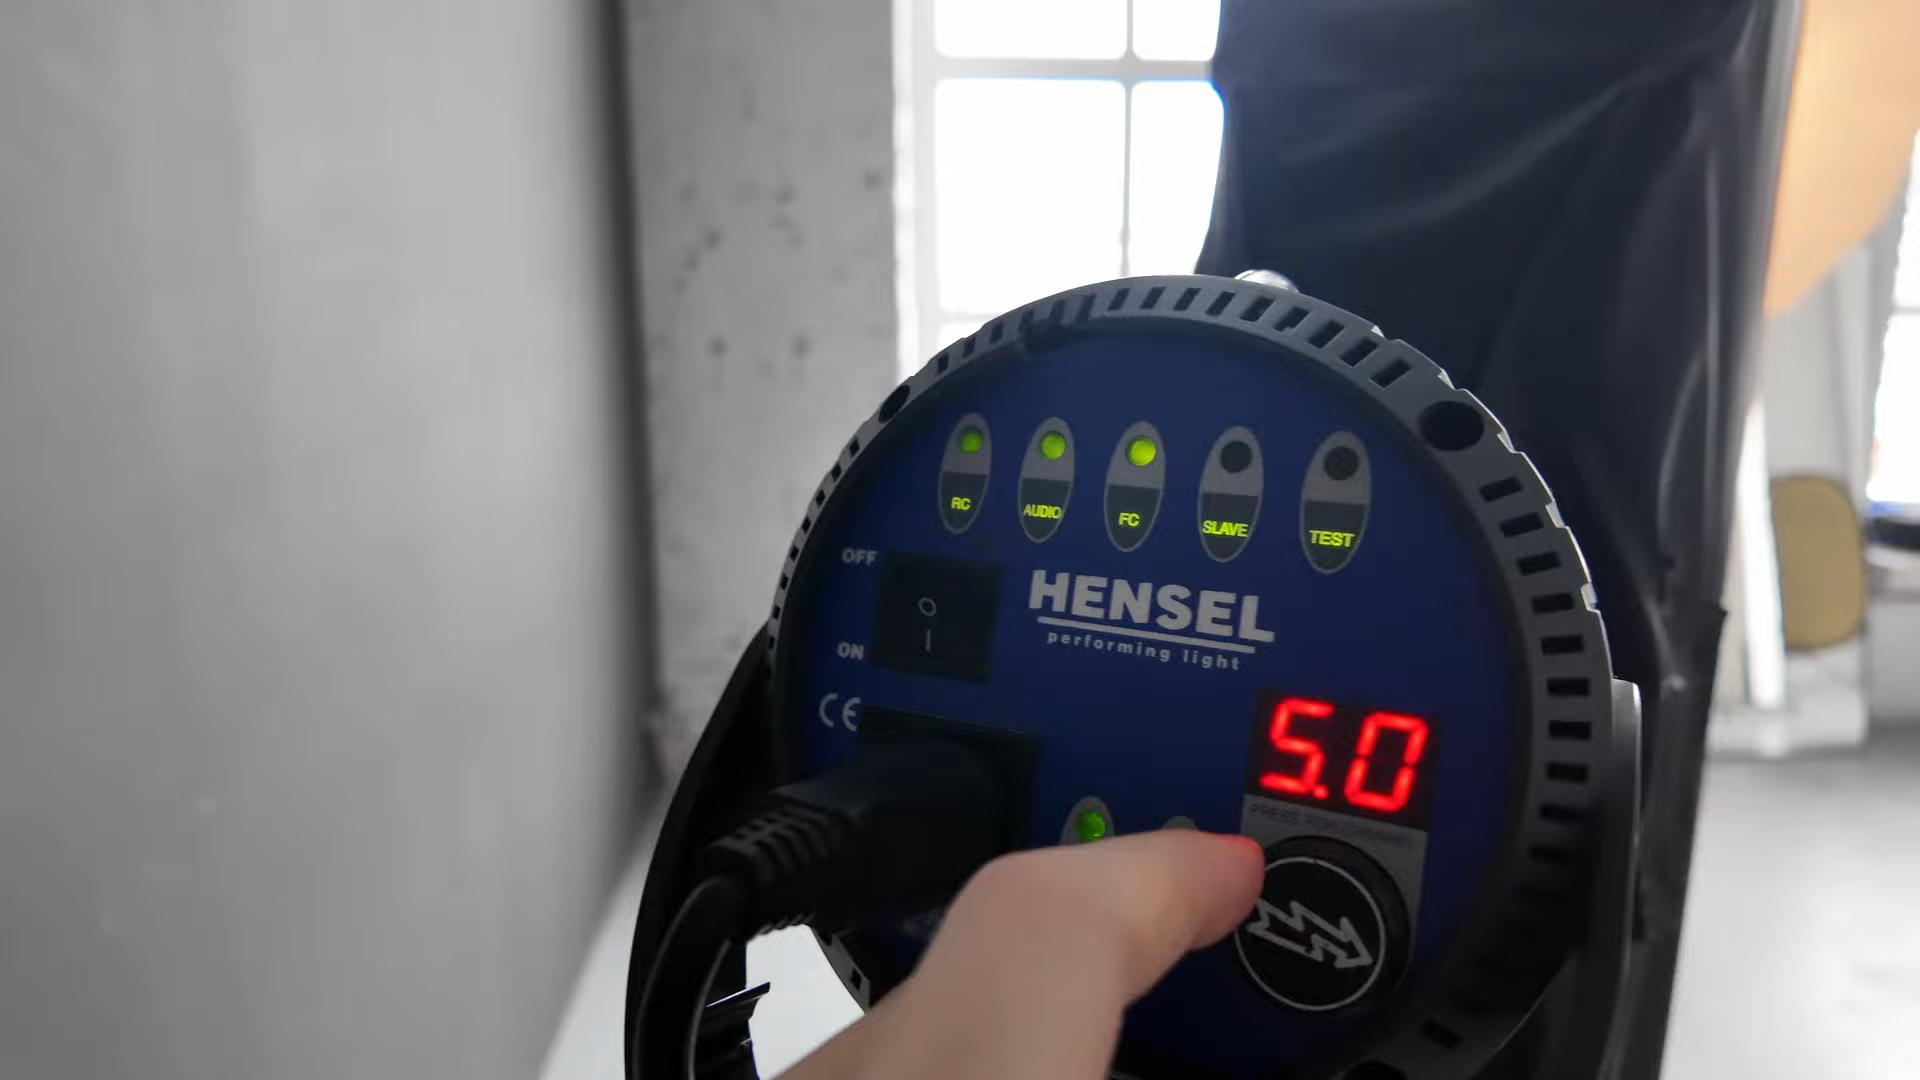 RC
AUDIO
FC
SLAVE
TEST
OFF
HENSEL
performing light
ON
CE
5.0